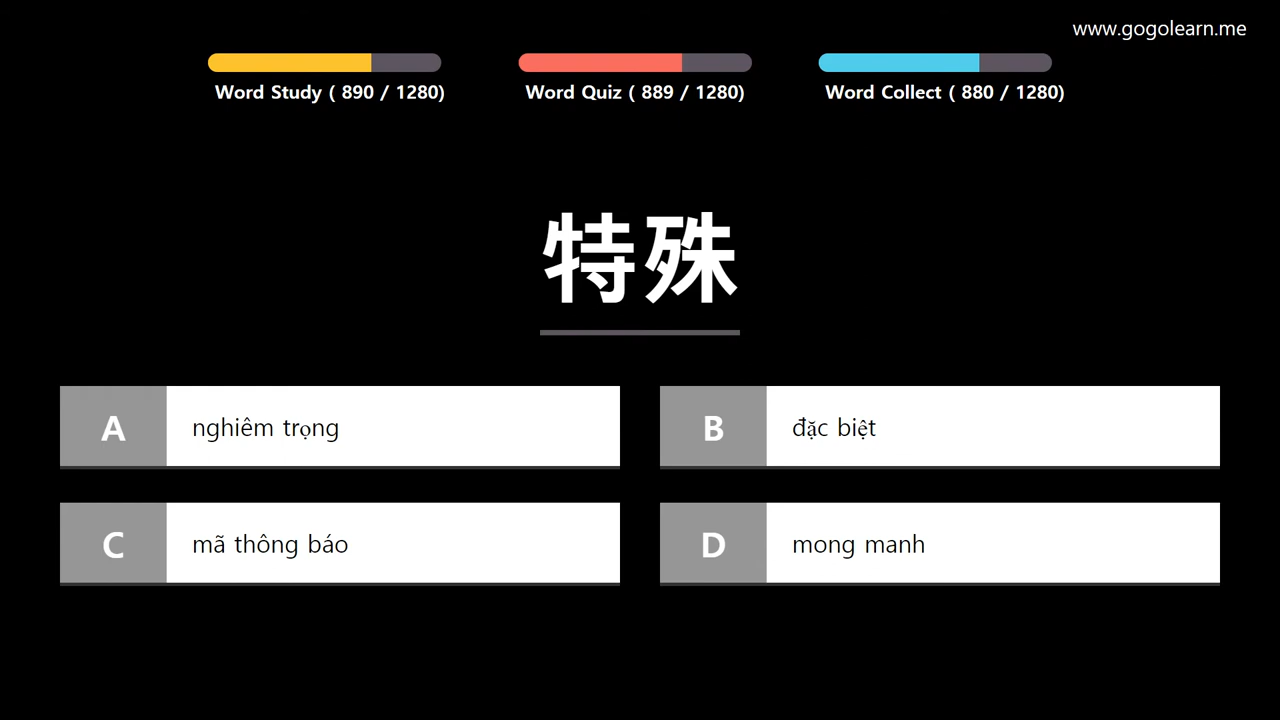 www.gogolearn.me
Word Study ( 890 / 1280)
Word Quiz ( 889 / 1280)
Word Collect ( 880 / 1280)
特殊
A nghiêm trọng
B đặc biệt
C mã thông báo
D mong manh